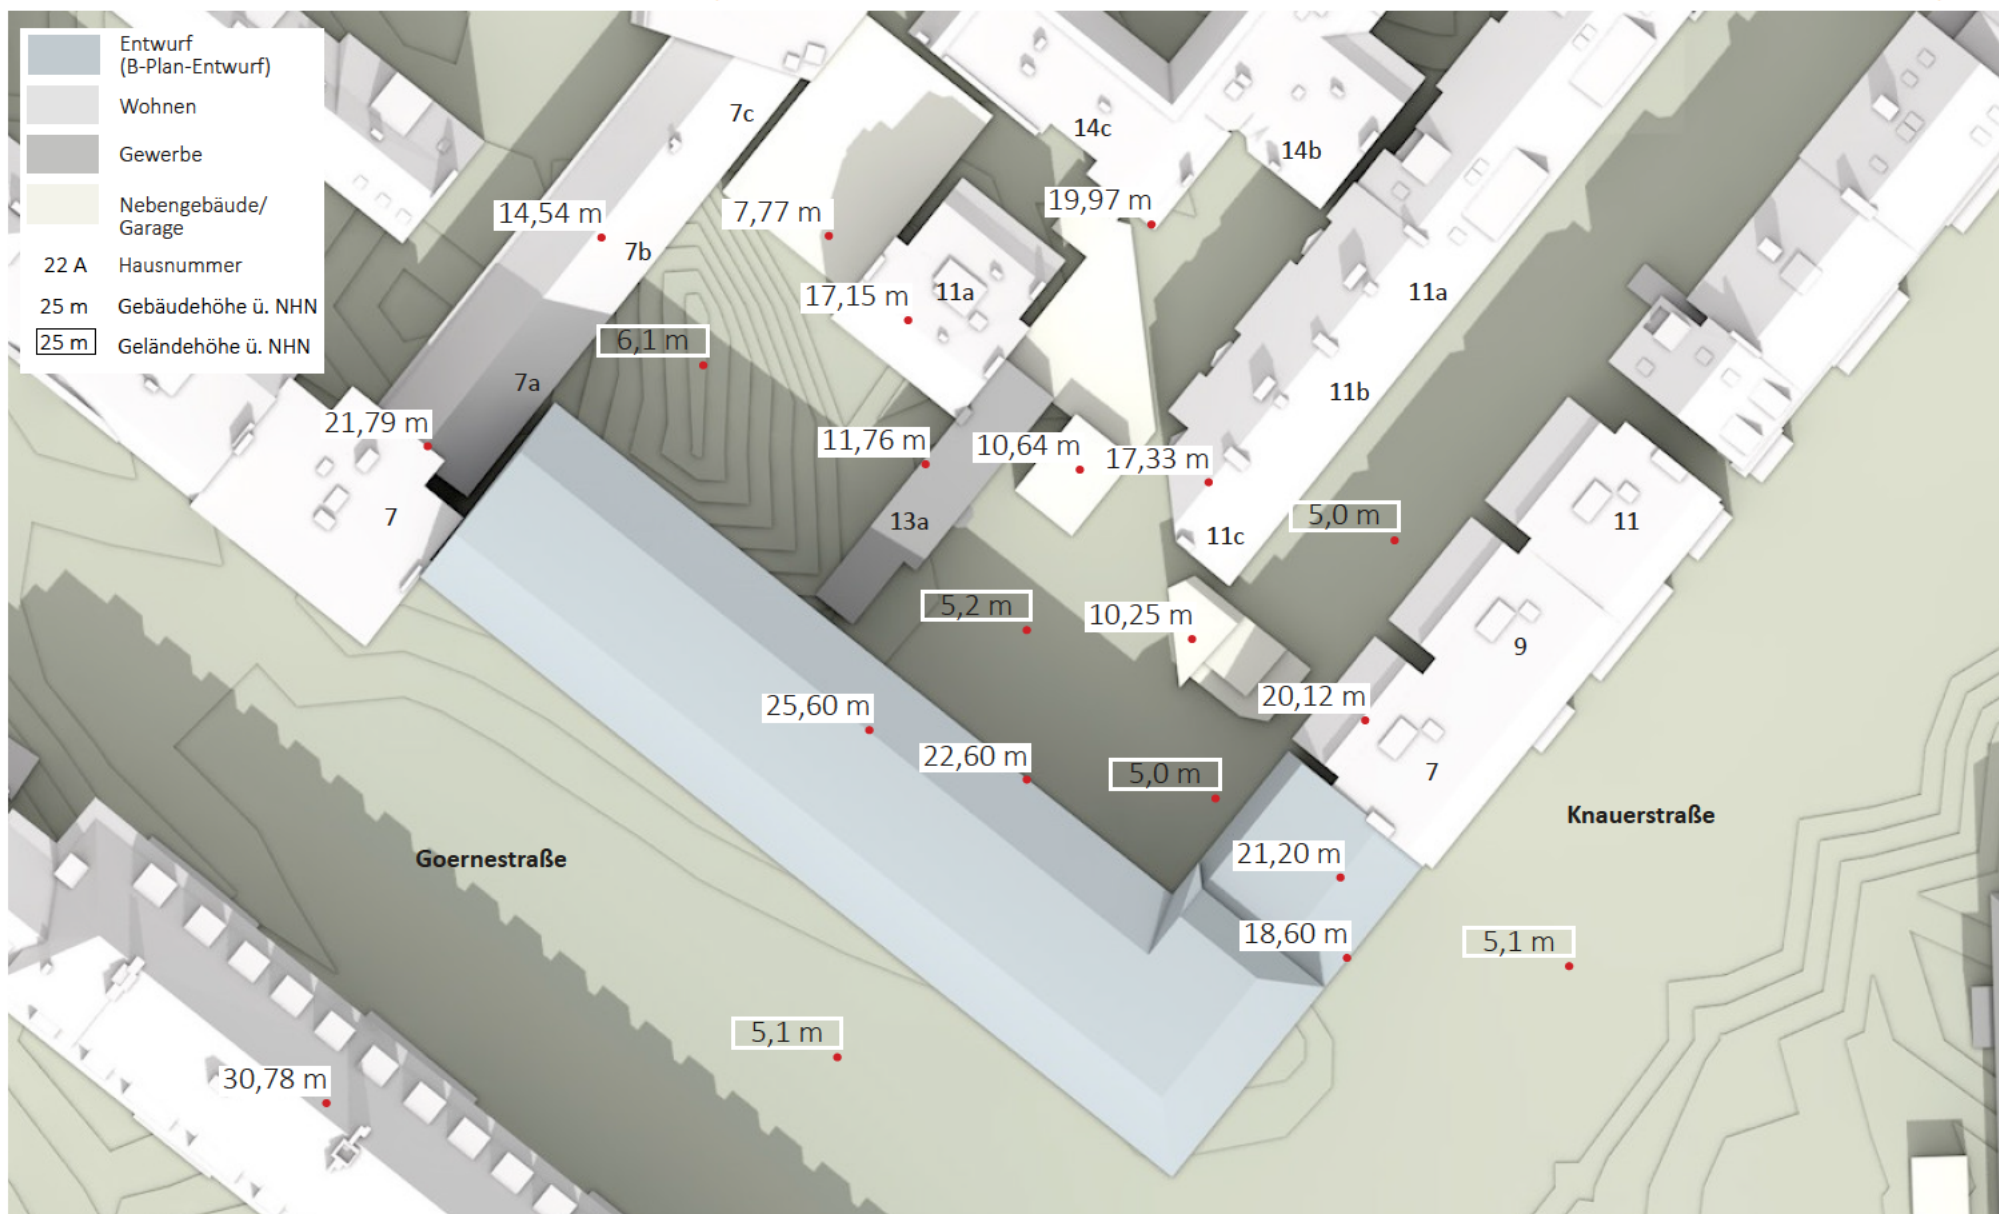 Entwurf
(B-Plan-Entwurf)
Wohnen
Gewerbe
Nebengebäude/
Garage
22 A Hausnummer
25 m Gebäudehöhe ü. NHN
25 m Geländehöhe ü. NHN
7c
14c
14b
14,54 m
7,77 m
19,97 m
7b
17,15 m
11a
11a
6,1 m
7a
11b
21,79 m
11,76 m
10,64 m
17,33 m
7
13a
11c
5,0 m
11
5,2 m
10,25 m
9
25,60 m
20,12 m
22,60 m
5,0 m
7
Knauerstraße
Goernestraße
21,20 m
18,60 m
5,1 m
5,1 m
30,78 m